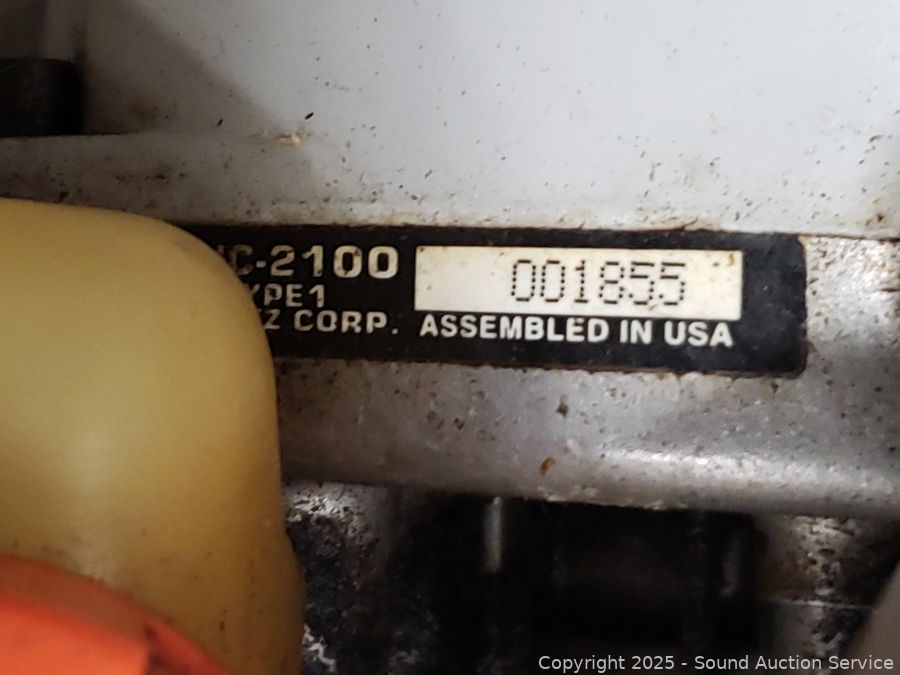 C-2100 001855
YPE1
Z CORP. ASSEMBLED IN USA
Copyright 2025 - Sound Auction Service